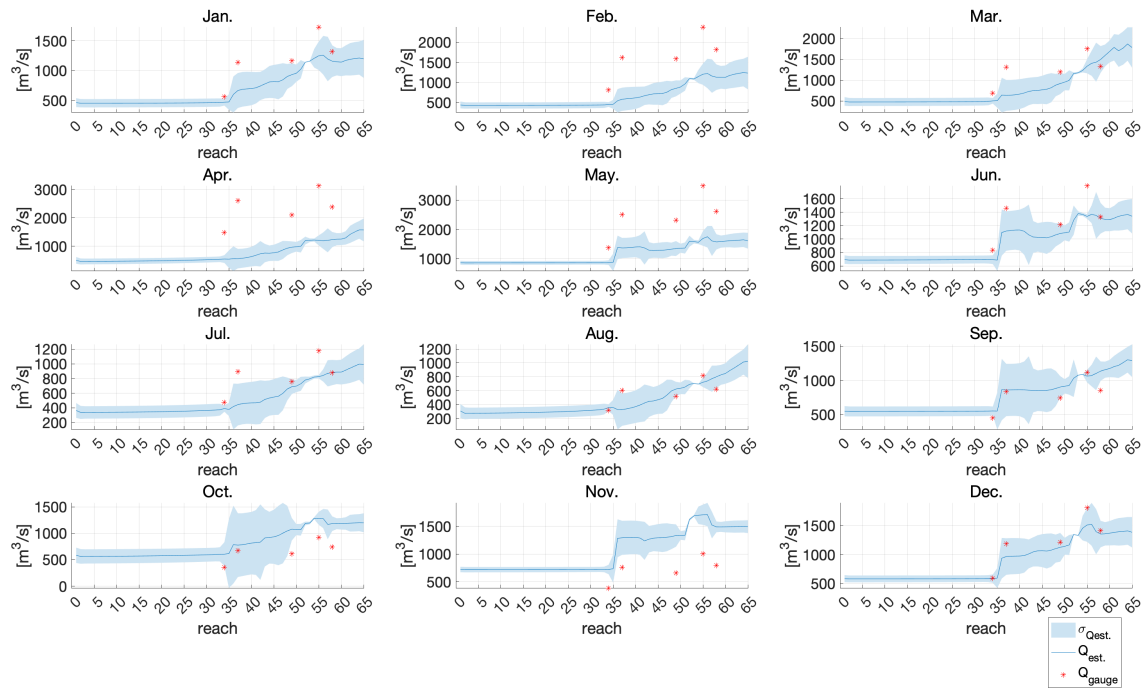 Jan.
[m³/s]
1500
1000
500
0 5 10 15 20 25 30 35 40 45 50 55 60 65
reach
Feb.
[m³/s]
2000
1500
1000
500
0 5 10 15 20 25 30 35 40 45 50 55 60 65
reach
Mar.
[m³/s]
2000
1500
1000
500
0 5 10 15 20 25 30 35 40 45 50 55 60 65
reach
Apr.
[m³/s]
3000
2000
1000
0 5 10 15 20 25 30 35 40 45 50 55 60 65
reach
May.
[m³/s]
3000
2000
1000
0 5 10 15 20 25 30 35 40 45 50 55 60 65
reach
Jun.
[m³/s]
1600
1400
1200
1000
800
600
0 5 10 15 20 25 30 35 40 45 50 55 60 65
reach
Jul.
[m³/s]
1200
1000
800
600
400
200
0 5 10 15 20 25 30 35 40 45 50 55 60 65
reach
Aug.
[m³/s]
1200
1000
800
600
400
200
0 5 10 15 20 25 30 35 40 45 50 55 60 65
reach
Sep.
[m³/s]
1500
1000
500
0 5 10 15 20 25 30 35 40 45 50 55 60 65
reach
Oct.
[m³/s]
1500
1000
500
0
0 5 10 15 20 25 30 35 40 45 50 55 60 65
reach
Nov.
[m³/s]
1500
1000
500
0 5 10 15 20 25 30 35 40 45 50 55 60 65
reach
Dec.
[m³/s]
1500
1000
500
0 5 10 15 20 25 30 35 40 45 50 55 60 65
reach
σ Qest.
Q est.
Q gauge